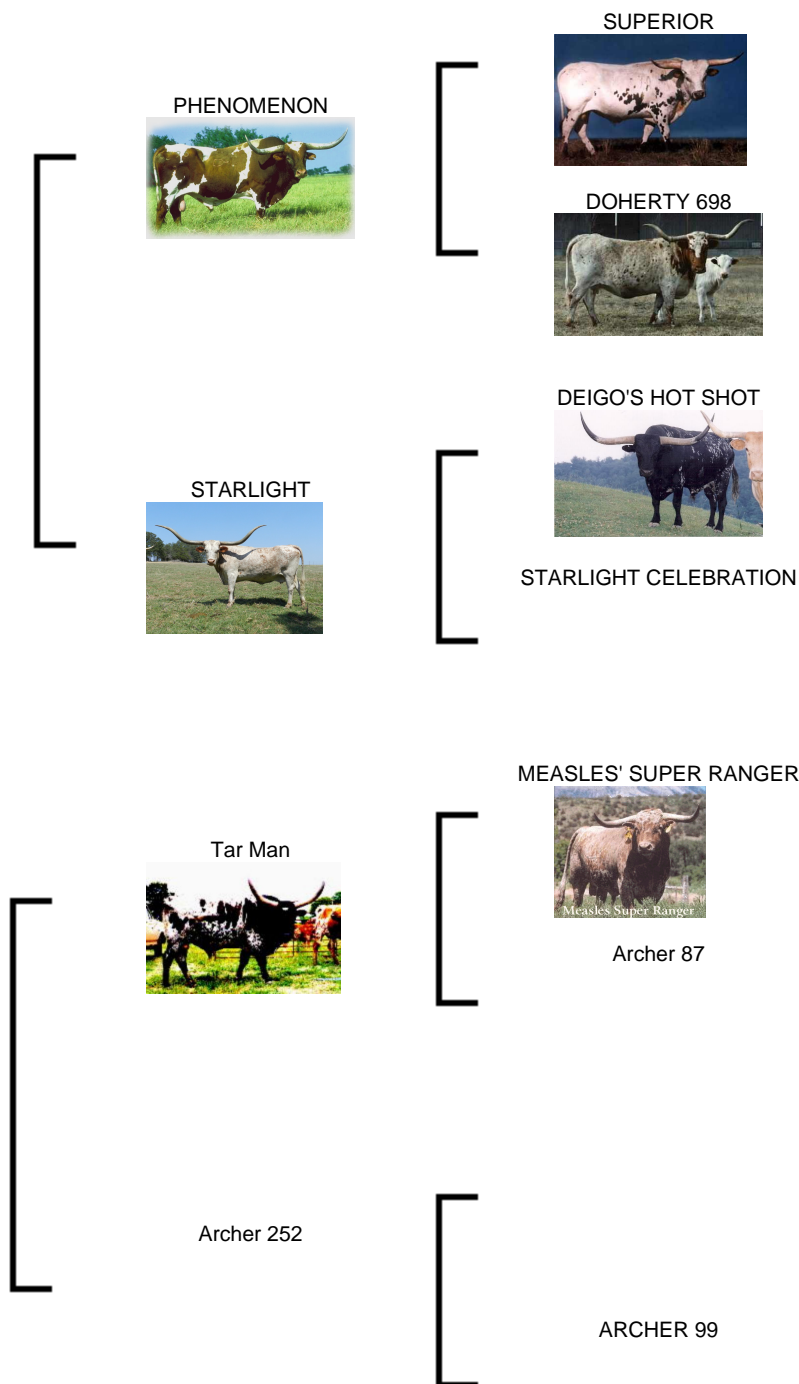 SUPERIOR
PHENOMENON
DOHERTY 698
DEIGO'S HOT SHOT
STARLIGHT
STARLIGHT CELEBRATION
MEASLES' SUPER RANGER
Tar Man
Measles Super Ranger
Archer 87
Archer 252
ARCHER 99